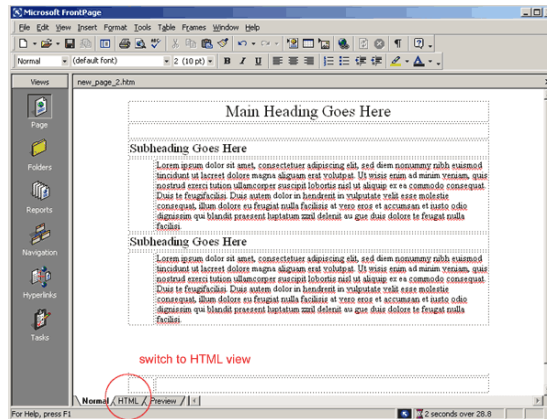 Microsoft FrontPage
File Edit View Insert Format Tools Table Frames Window Help
Normal (default font) 2 (10 pt) B I U
Views new_page_2.htm
Page
Folders
Reports
Navigation
Hyperlinks
Tasks
Main Heading Goes Here
Subheading Goes Here
Lorem ipsum dolor sit amet, consectetuer adipiscing elit, sed diem nonummy nibh euismod
tincidunt ut lacreet dolore magna aliguam erat volutpat. Ut wisis enim ad minim veniam, quis
nostrud exerci tution ullamcorper suscipit lobortis nisl ut aliquip ex ea commodo consequat.
Duis te feugifacilisi. Duis autem dolor in hendrerit in vulputate velit esse molestie
consequat, illum dolore eu feugiat nulla facilisis at vero eros et accumsan et iusto odio
dignissim qui blandit praesent luptatum zzril delenit au gue duis dolore te feugat nulla
facilisi.
Subheading Goes Here
Lorem ipsum dolor sit amet, consectetuer adipiscing elit, sed diem nonummy nibh euismod
tincidunt ut lacreet dolore magna aliguam erat volutpat. Ut wisis enim ad minim veniam, quis
nostrud exerci tution ullamcorper suscipit lobortis nisl ut aliquip ex ea commodo consequat.
Duis te feugifacilisi. Duis autem dolor in hendrerit in vulputate velit esse molestie
consequat, illum dolore eu feugiat nulla facilisis at vero eros et accumsan et iusto odio
dignissim qui blandit praesent luptatum zzril delenit au gue duis dolore te feugat nulla
facilisi.
switch to HTML view
Normal HTML Preview
For Help, press F1 2 seconds over 28.8